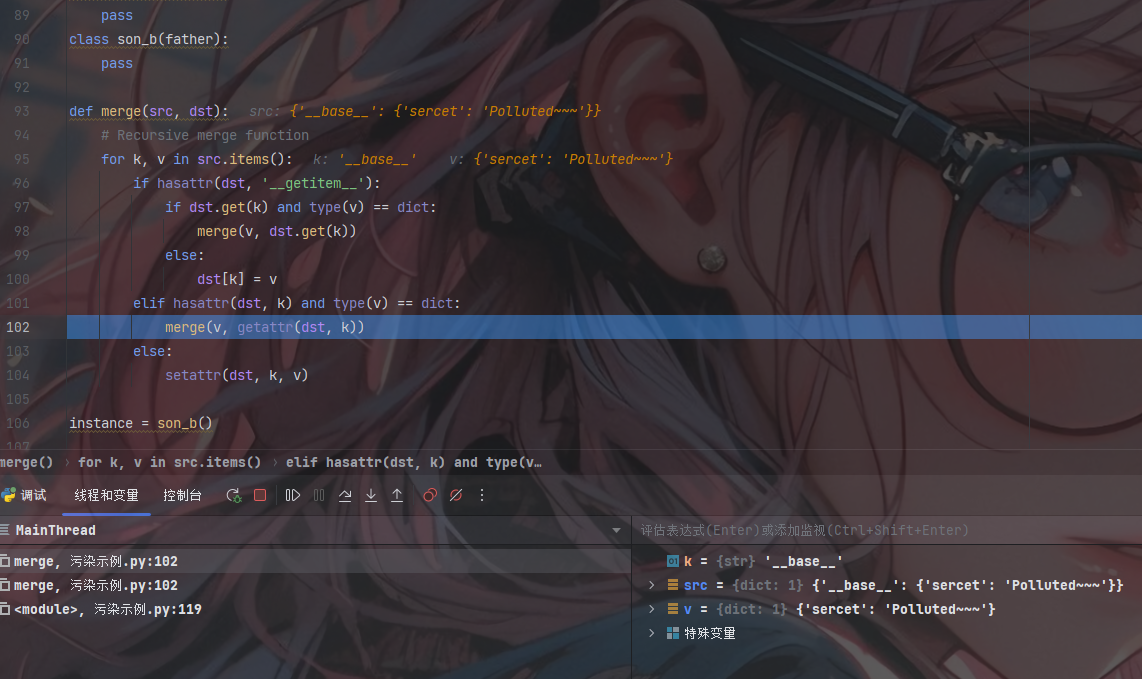 89 pass
90 class son_b(father):
91 pass
92
93 def merge(src, dst): src: {'__base__': {'sercet': 'Polluted~~~'}}
94 # Recursive merge function
95 for k, v in src.items(): k: '__base__' v: {'sercet': 'Polluted~~~'}
96 if hasattr(dst, '__getitem__'):
97 if dst.get(k) and type(v) == dict:
98 merge(v, dst.get(k))
99 else:
100 dst[k] = v
101 elif hasattr(dst, k) and type(v) == dict:
102 merge(v, getattr(dst, k))
103 else:
104 setattr(dst, k, v)
105
106 instance = son_b()
107
merge() › for k, v in src.items() › elif hasattr(dst, k) and type(v…
调试 线程和变量 控制台
MainThread
评估表达式(Enter)或添加监视(Ctrl+Shift+Enter)
merge, 污染示例.py:102
merge, 污染示例.py:102
<module>, 污染示例.py:119
01 k = {str} '__base__'
src = {dict: 1} {'__base__': {'sercet': 'Polluted~~~'}}
v = {dict: 1} {'sercet': 'Polluted~~~'}
特殊变量